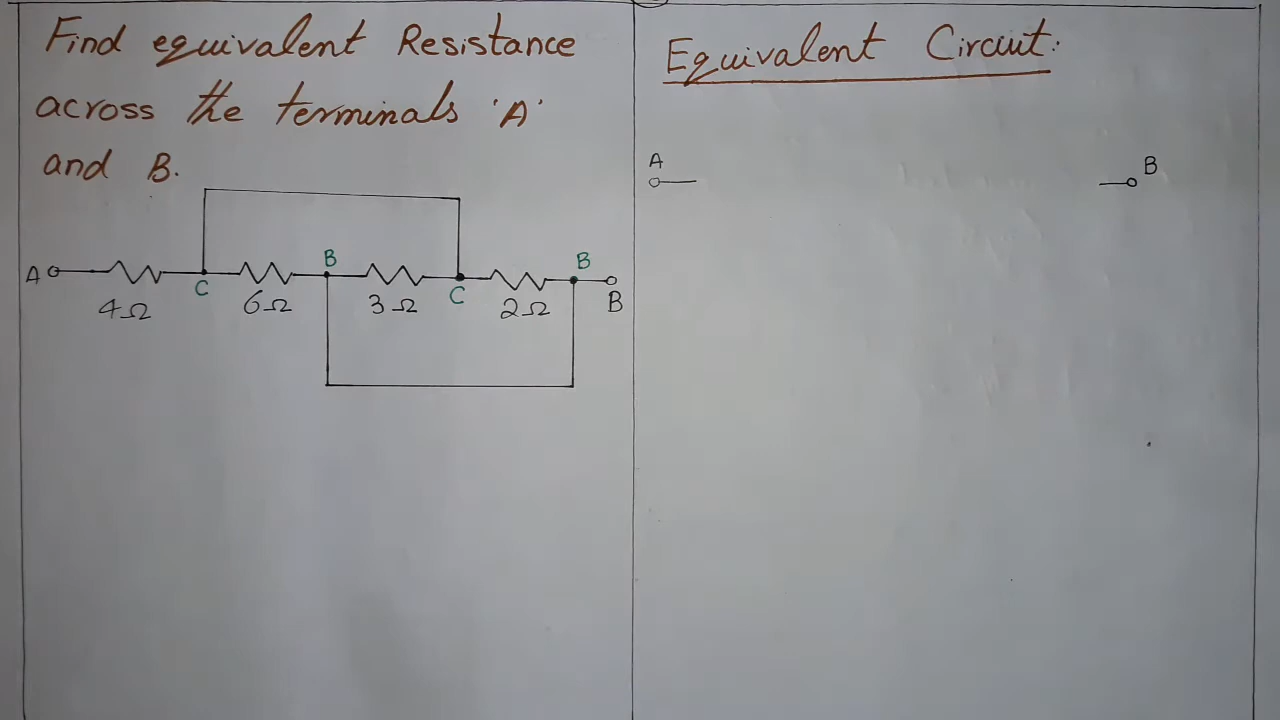 Find equivalent Resistance
across the terminals 'A'
and B.
A
4Ω
C
6Ω
B
3Ω
C
2Ω
B
B
Equivalent Circuit:
A
B